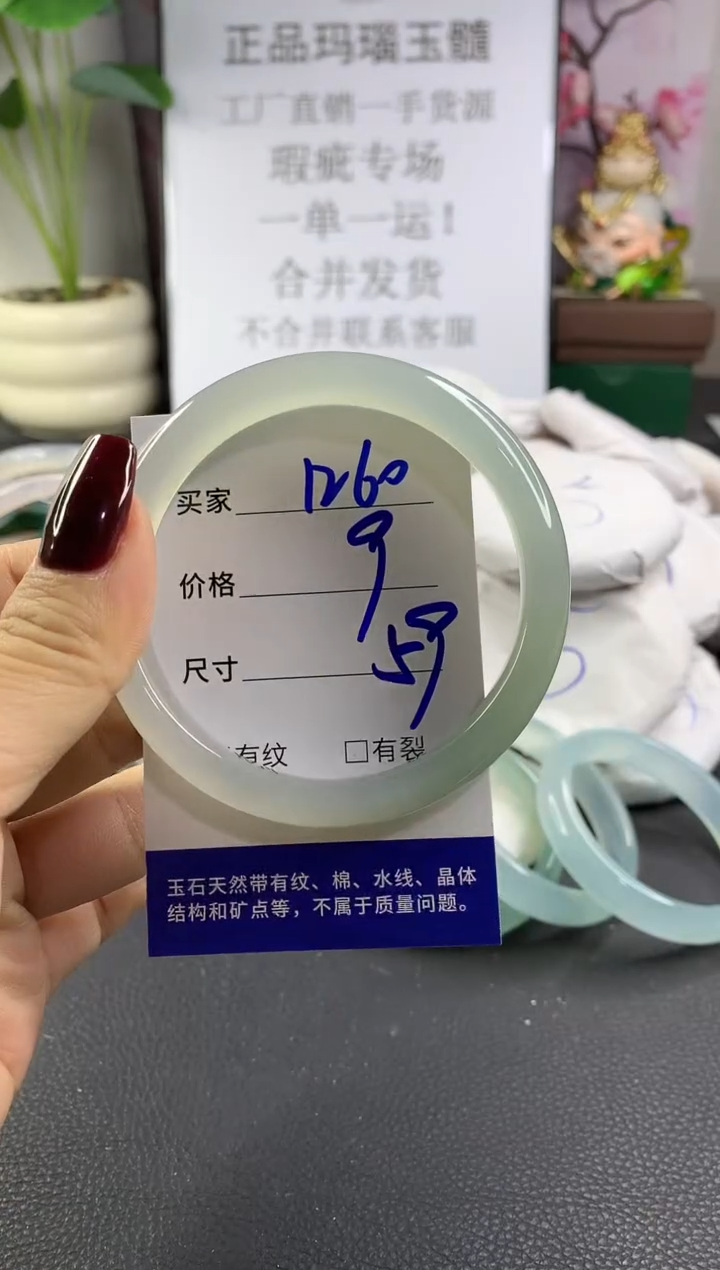 正品玛瑙玉髓
工厂直销一手货源
瑕疵专场
一单一运！
合并发货
不合并联系客服
买家 1260
价格 9
尺寸 59
有纹 □有裂
玉石天然带有纹、棉、水线、晶体
结构和矿点等，不属于质量问题。